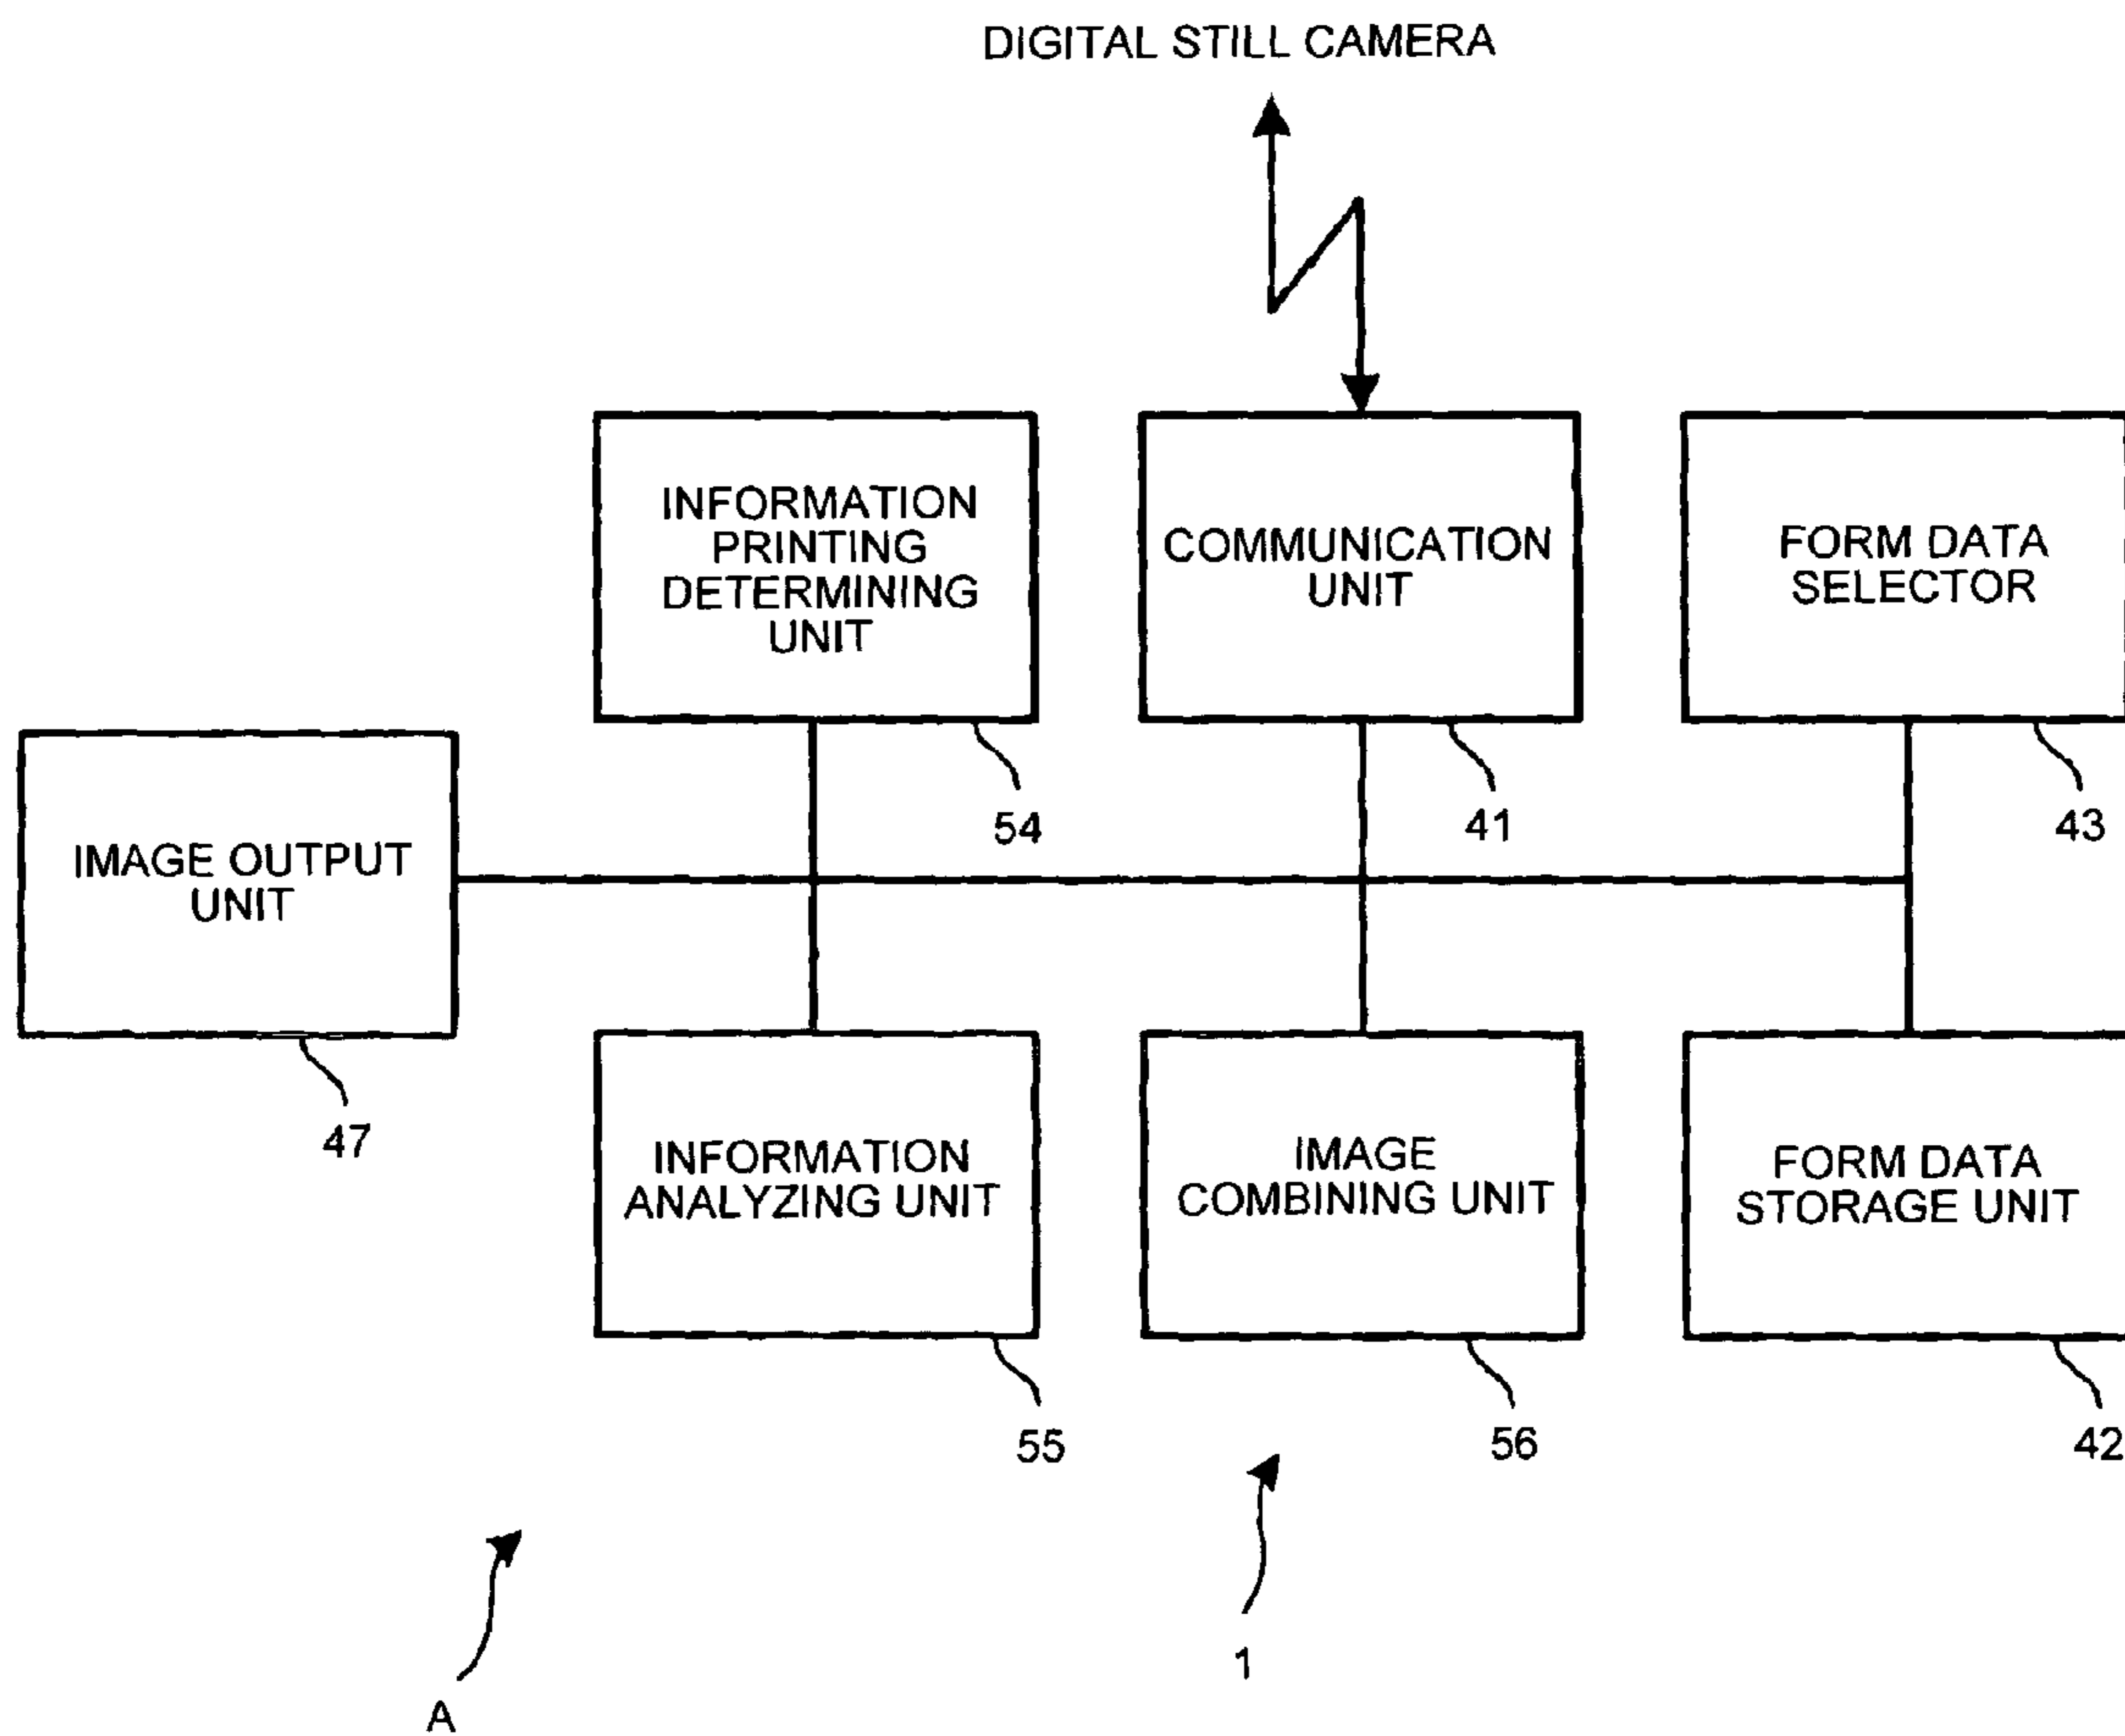 DIGITAL STILL CAMERA
INFORMATION
PRINTING
DETERMINING
UNIT
54
COMMUNICATION
UNIT
41
FORM DATA
SELECTOR
43
IMAGE OUTPUT
UNIT
47
INFORMATION
ANALYZING UNIT
55
IMAGE
COMBINING UNIT
56
FORM DATA
STORAGE UNIT
42
A
1